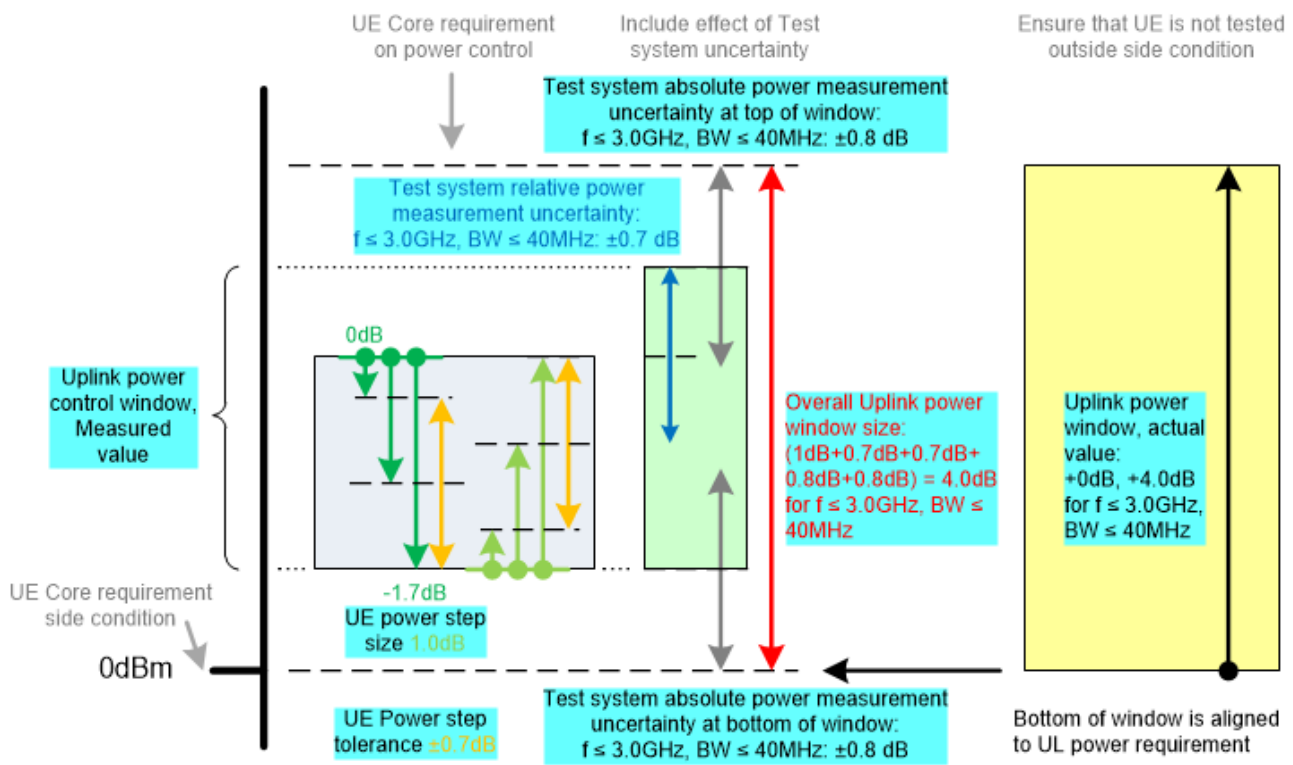 UE Core requirement
on power control
Include effect of Test
system uncertainty
Ensure that UE is not tested
outside side condition
Test system absolute power measurement
uncertainty at top of window:
f ≤ 3.0GHz, BW ≤ 40MHz: ±0.8 dB
Test system relative power
measurement uncertainty:
f ≤ 3.0GHz, BW ≤ 40MHz: ±0.7 dB
0dB
Uplink power
control window,
Measured
value
Overall Uplink power
window size:
(1dB+0.7dB+0.7dB+
0.8dB+0.8dB) = 4.0dB
for f ≤ 3.0GHz, BW ≤
40MHz
Uplink power
window, actual
value:
+0dB, +4.0dB
for f ≤ 3.0GHz,
BW ≤ 40MHz
-1.7dB
UE power step
size 1.0dB
UE Core requirement
side condition
0dBm
UE Power step
tolerance ±0.7dB
Test system absolute power measurement
uncertainty at bottom of window:
f ≤ 3.0GHz, BW ≤ 40MHz: ±0.8 dB
Bottom of window is aligned
to UL power requirement